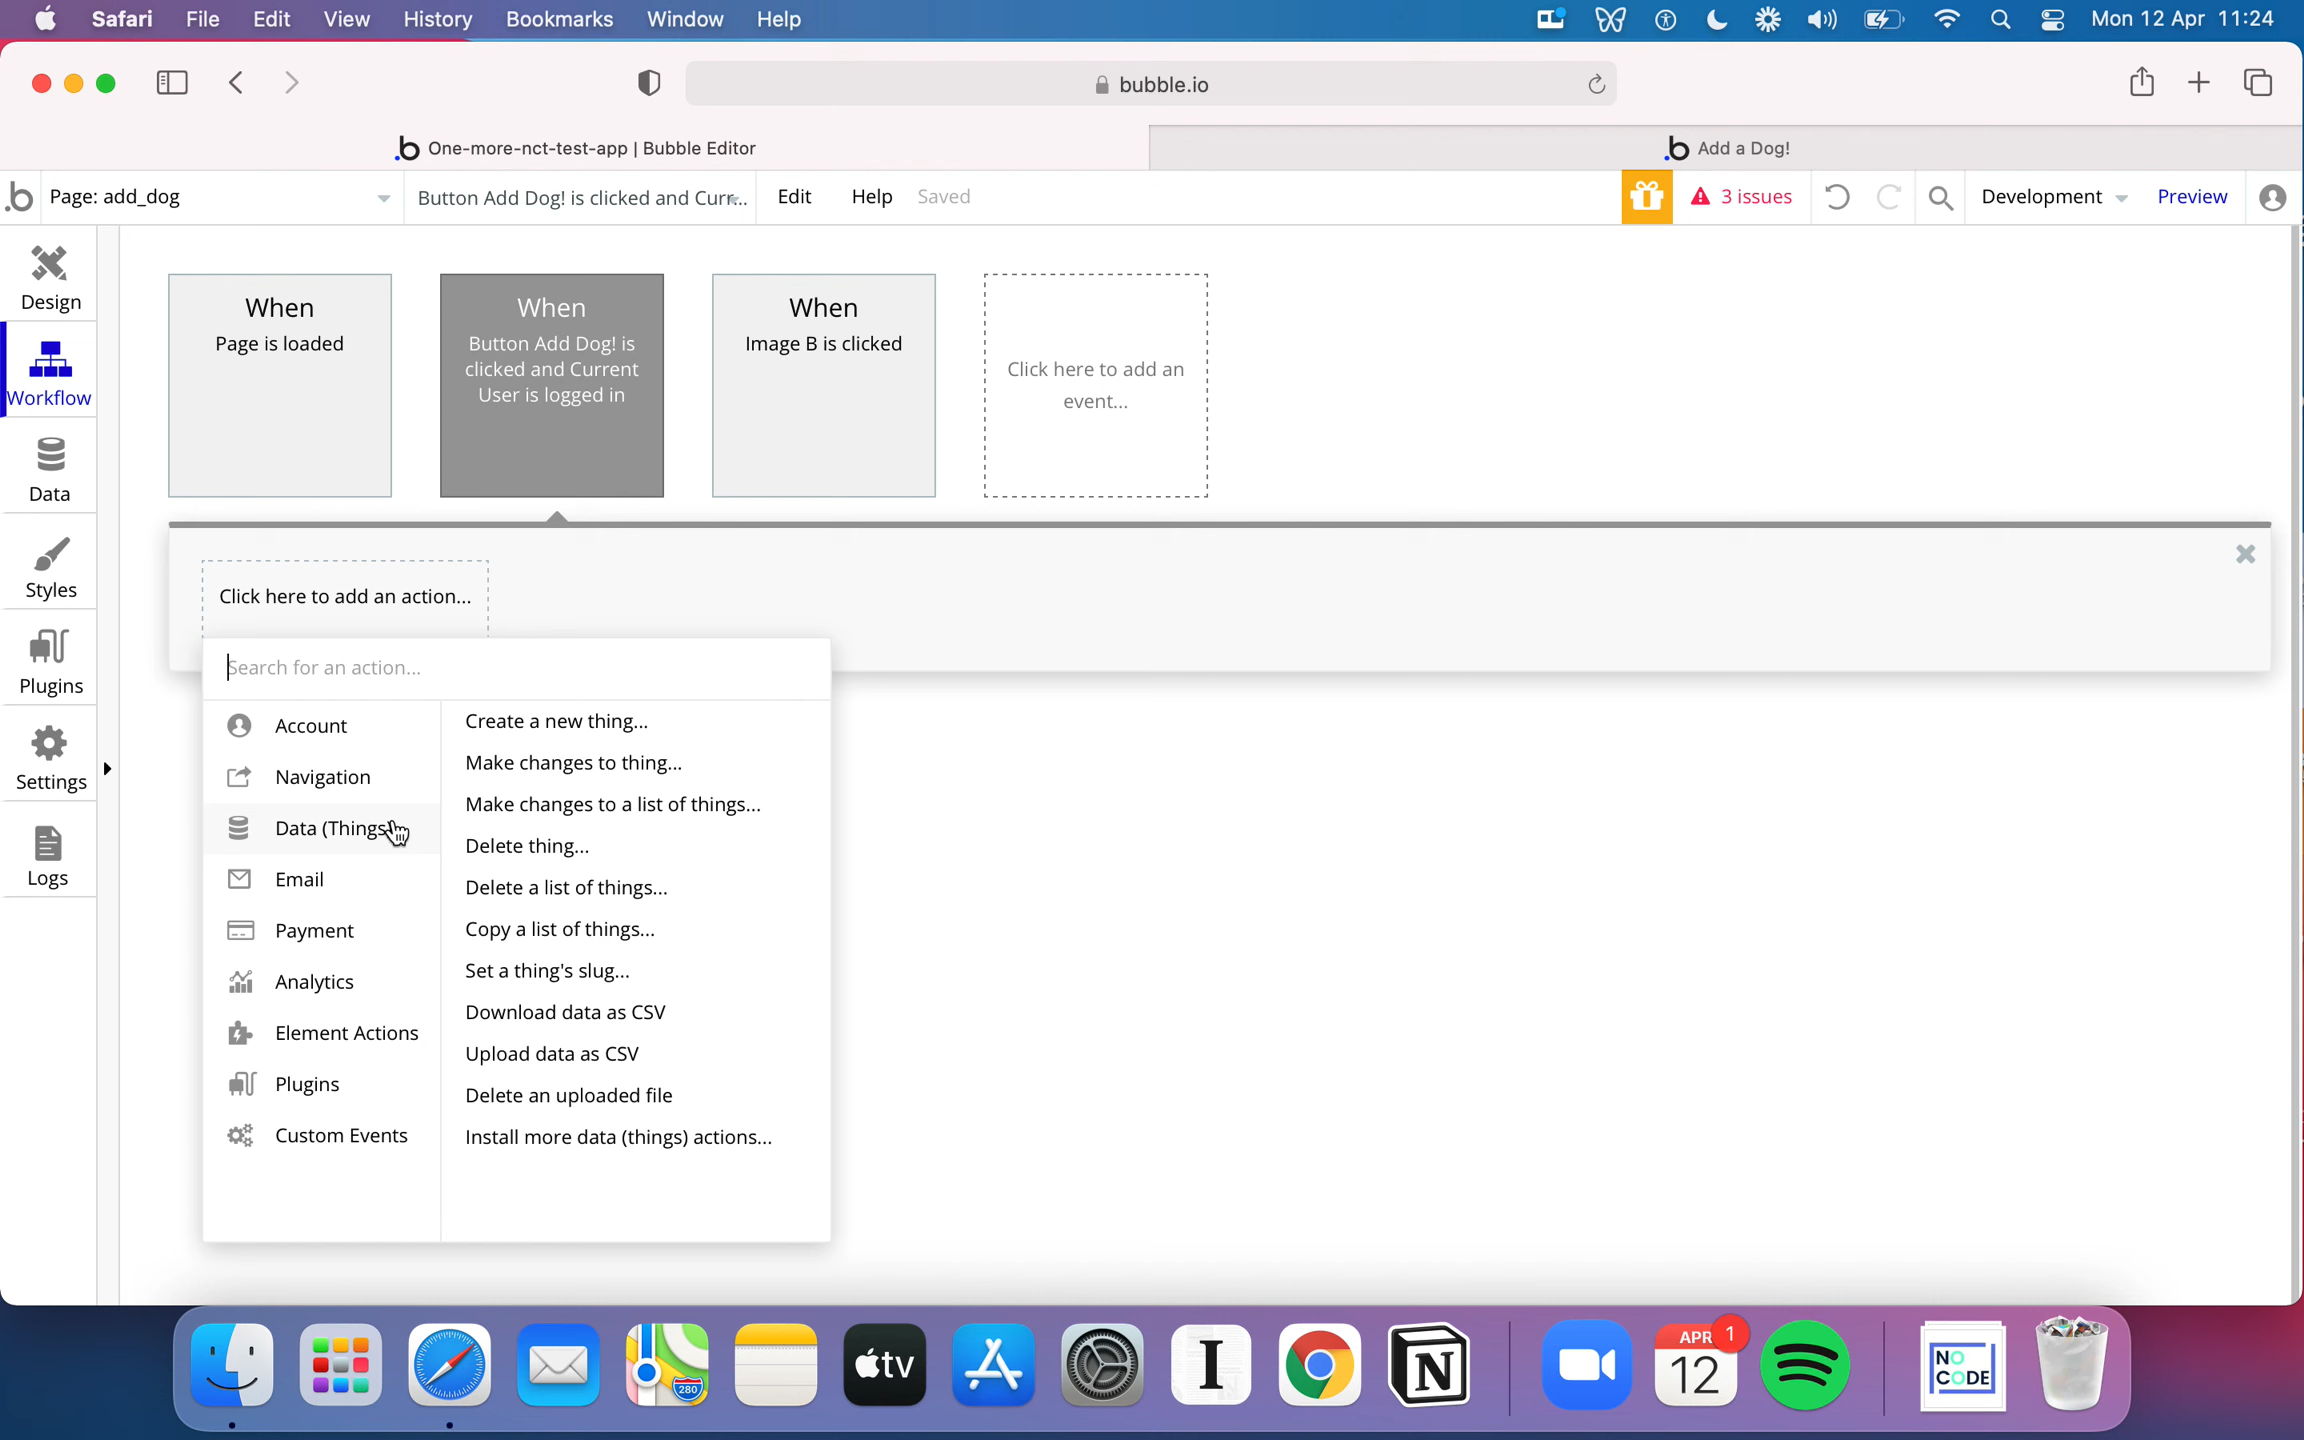 Safari File Edit View History Bookmarks Window Help Mon 12 Apr 11:24
bubble.io
.b One-more-nct-test-app | Bubble Editor
.b Add a Dog!
.b Page: add_dog Button Add Dog! is clicked and Curr... Edit Help Saved 3 issues Development Preview
Design
Workflow
Data
Styles
Plugins
Settings
Logs
When
Page is loaded
When
Button Add Dog! is
clicked and Current
User is logged in
When
Image B is clicked
Click here to add an
event...
Click here to add an action...
Search for an action...
Account
Navigation
Data (Things
Email
Payment
Analytics
Element Actions
Plugins
Custom Events
Create a new thing...
Make changes to thing...
Make changes to a list of things...
Delete thing...
Delete a list of things...
Copy a list of things...
Set a thing's slug...
Download data as CSV
Upload data as CSV
Delete an uploaded file
Install more data (things) actions...
280
tv
I
N
APR 1
12
NO
CODE